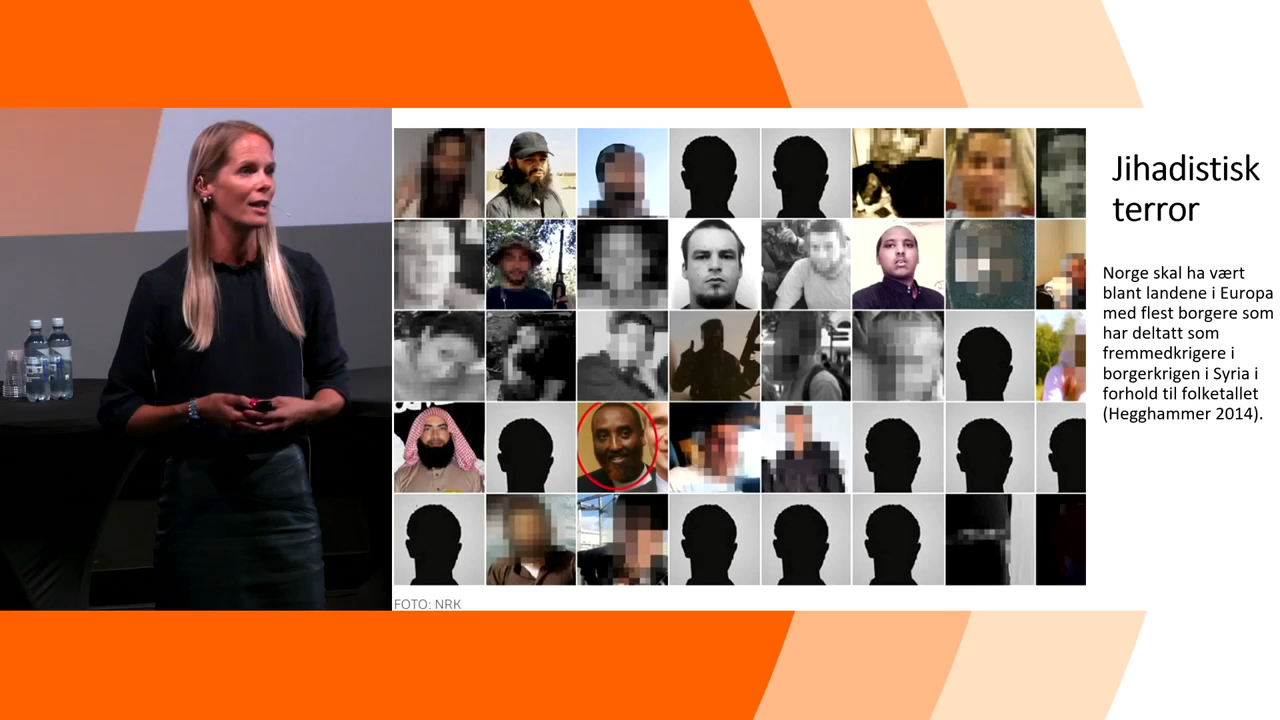 Jihadistisk
terror
Norge skal ha vært
blant landene i Europa
med flest borgere som
har deltatt som
fremmedkrigere i
borgerkrigen i Syria i
forhold til folketallet
(Hegghammer 2014).
FOTO: NRK